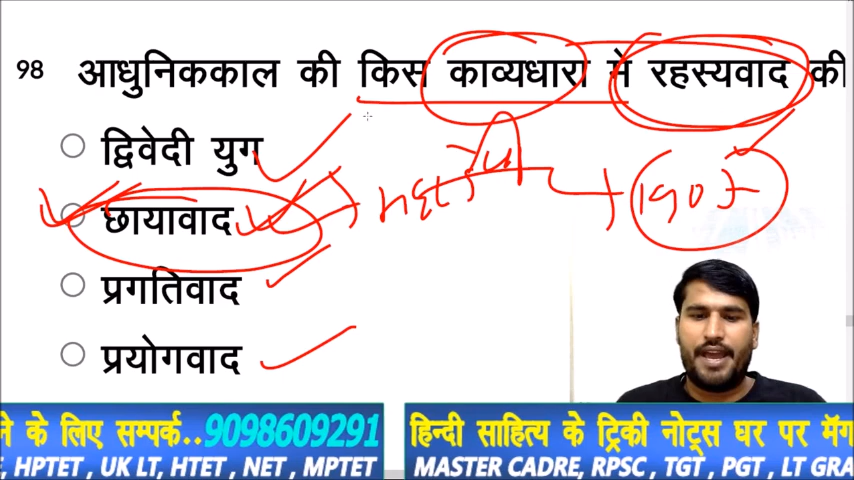 98 आधुनिककाल की किस काव्यधारा मे रहस्यवाद की
द्विवेदी युग
छायावाद
प्रगतिवाद
प्रयोगवाद
ने के लिए सम्पर्क..9098609291
हिन्दी साहित्य के ट्रिकी नोट्स घर पर मॅग
, HPTET , UK LT, HTET , NET , MPTET
MASTER CADRE, RPSC , TGT , PGT , LT GRA